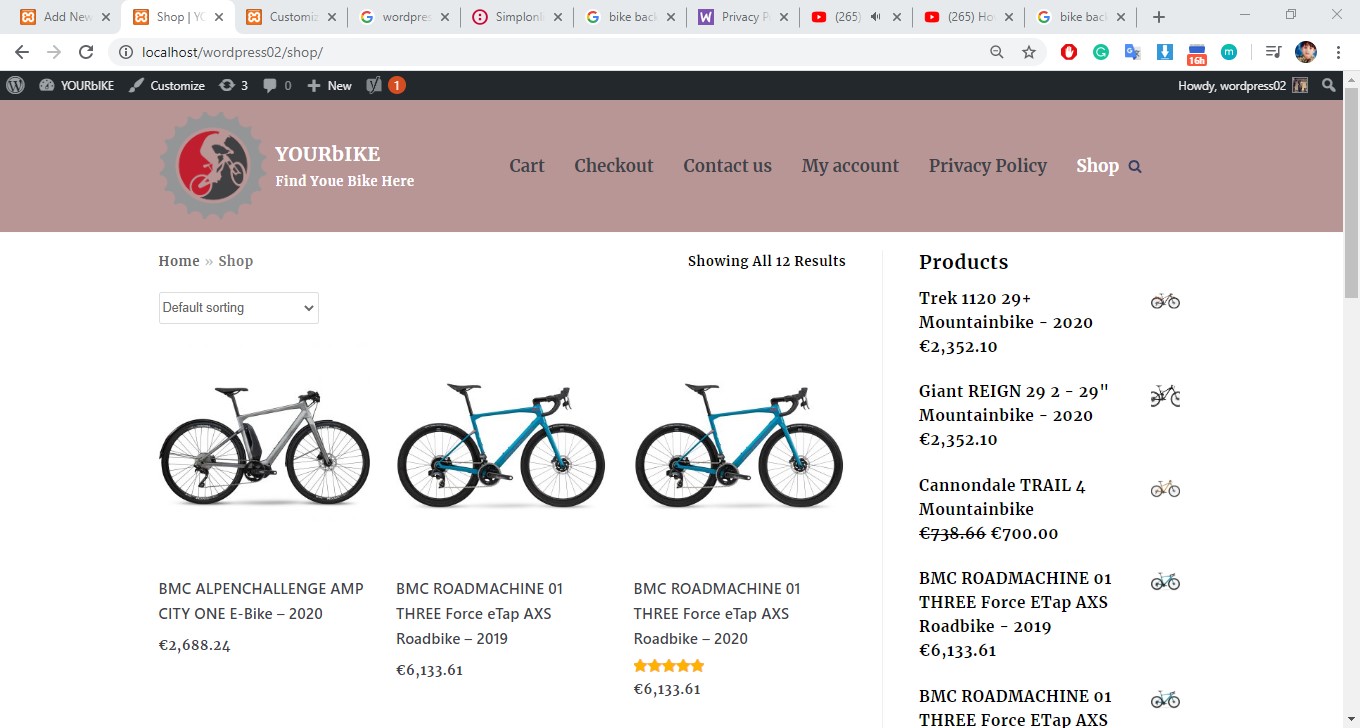 Add New
Shop | YO
Customiz
wordpres
Simplon
bike bac
Privacy P
(265)
(265) Ho
bike bac
localhost/wordpress02/shop/
16h
m
YOURbIKE
Customize
3
0
New
1
Howdy, wordpress02
YOURbIKE
Find Youe Bike Here
Cart
Checkout
Contact us
My account
Privacy Policy
Shop
Home » Shop
Showing All 12 Results
Default sorting
BMC ALPENCHALLENGE AMP
CITY ONE E-Bike – 2020
€2,688.24
BMC ROADMACHINE 01
THREE Force eTap AXS
Roadbike – 2019
€6,133.61
BMC ROADMACHINE 01
THREE Force eTap AXS
Roadbike – 2020
€6,133.61
Products
Trek 1120 29+
Mountainbike - 2020
€2,352.10
Giant REIGN 29 2 - 29"
Mountainbike - 2020
€2,352.10
Cannondale TRAIL 4
Mountainbike
€738.66 €700.00
BMC ROADMACHINE 01
THREE Force ETap AXS
Roadbike - 2019
€6,133.61
BMC ROADMACHINE 01
THREE Force ETap AXS